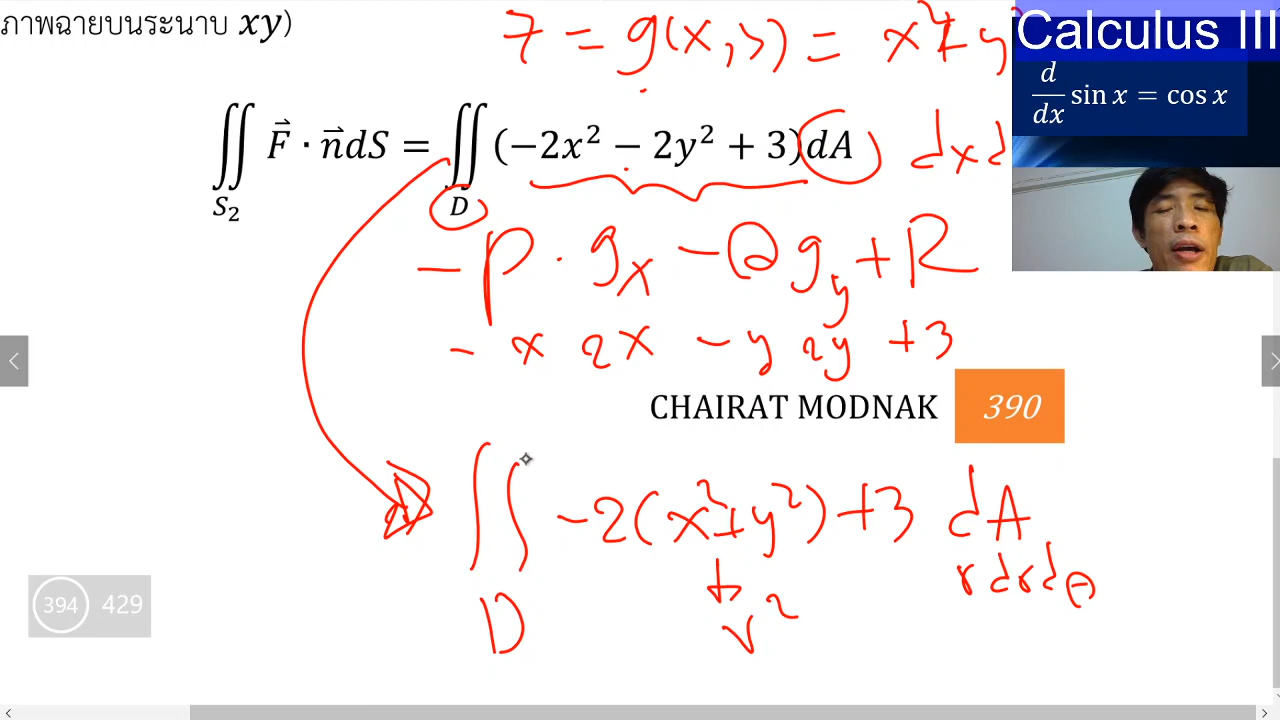 ภาพฉายบนระนาบ xy)
7 = g(x,y) = x² + y
Calculus III
d/dx sin x = cos x
∬_{S₂} F⃗ · n⃗ dS = ∬_D (−2x² − 2y² + 3)dA dxd
− P · g_x − Q g_y + R
− x 2x − y 2y + 3
CHAIRAT MODNAK 390
∬_D −2(x² + y²) + 3 dA
r² r dr dθ
394 429